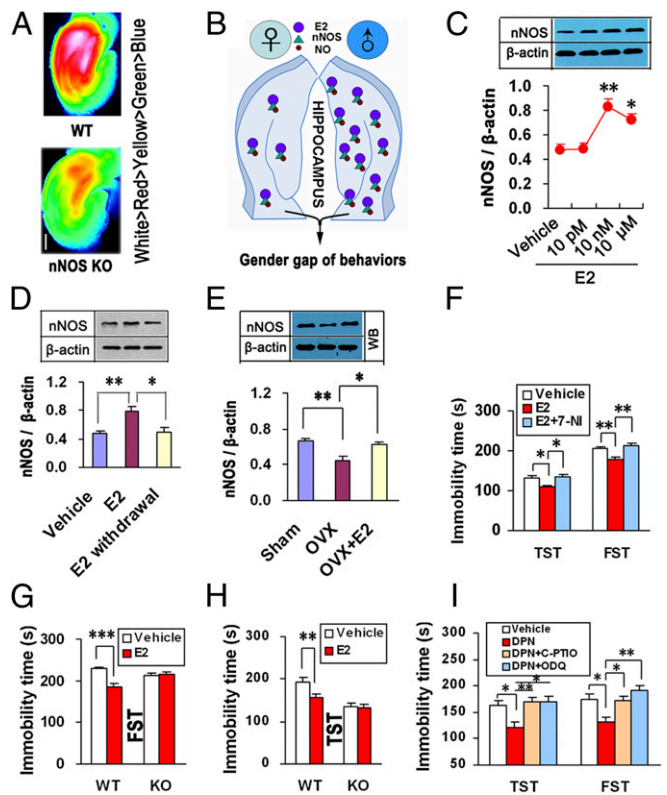 A
WT
nNOS KO
White>Red>Yellow>Green>Blue
B
♀
♂
E2
nNOS
NO
HIPPOCAMPUS
Gender gap of behaviors
C
nNOS
β-actin
nNOS / β-actin
1.0
0.8
0.6
0.4
0.2
0.0
**
*
Vehicle
10 pM
10 nM
10 μM
E2
D
nNOS
β-actin
nNOS / β-actin
1.2
0.8
0.4
0.0
** *
Vehicle
E2
E2 withdrawal
E
nNOS
β-actin
WB
nNOS / β-actin
1.2
0.8
0.4
0.0
** *
Sham
OVX
OVX+E2
F
Vehicle
E2
E2+7-NI
Immobility time (s)
300
200
100
0
* *
** **
TST FST
G
Vehicle
E2
Immobility time (s)
300
200
100
0
***
FST
WT KO
H
Vehicle
E2
Immobility time (s)
300
200
100
0
**
TST
WT KO
I
Vehicle
DPN
DPN+C-PTIO
DPN+ODQ
Immobility time (s)
300
250
200
150
100
50
* ** *
* * **
TST FST